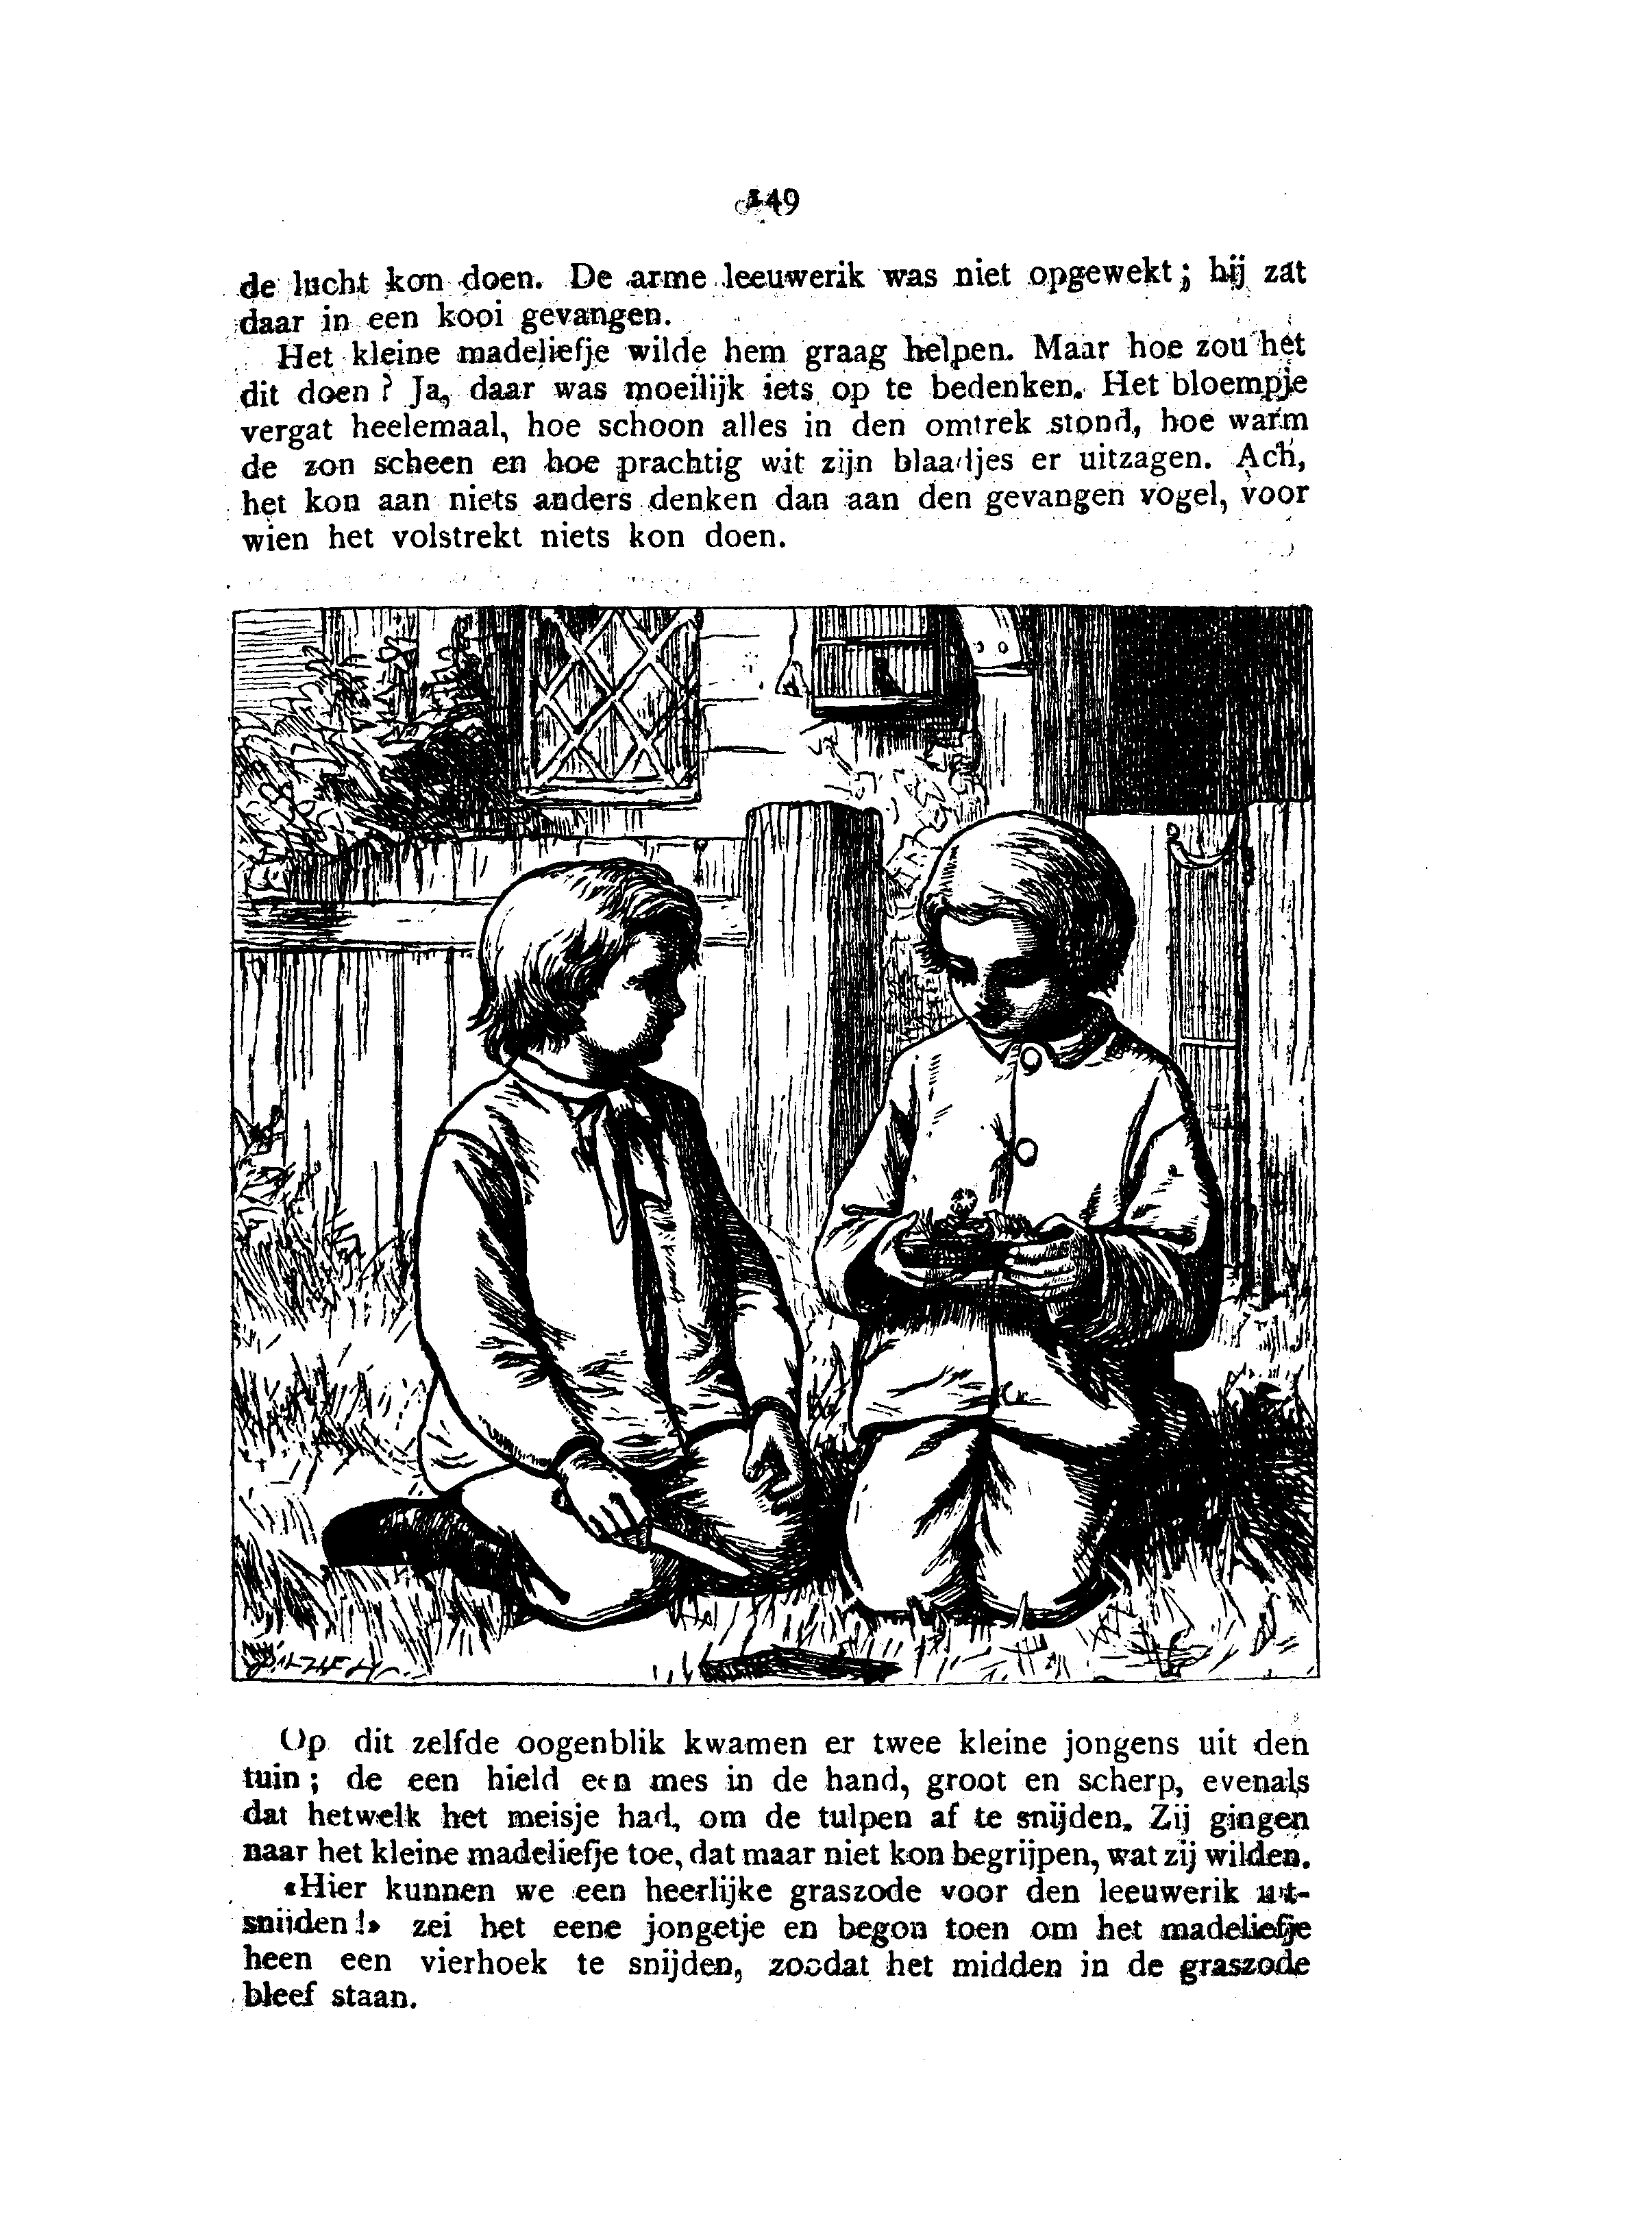 149
de lucht kon doen. De arme leeuwerik was niet opgewekt; hij zat
daar in een kooi gevangen.
Het kleine madeliefje wilde hem graag helpen. Maar hoe zou het
dit doen? Ja, daar was moeilijk iets op te bedenken. Het bloempje
vergat heelemaal, hoe schoon alles in den omtrek stond, hoe warm
de zon scheen en hoe prachtig wit zijn blaadjes er uitzagen. Ach,
het kon aan niets anders denken dan aan den gevangen vogel, voor
wien het volstrekt niets kon doen.
Op dit zelfde oogenblik kwamen er twee kleine jongens uit den
tuin; de een hield een mes in de hand, groot en scherp, evenals
dat hetwelk het meisje had, om de tulpen af te snijden. Zij gingen
naar het kleine madeliefje toe, dat maar niet kon begrijpen, wat zij wilden.
«Hier kunnen we een heerlijke graszode voor den leeuwerik uit-
snijden!» zei het eene jongetje en begon toen om het madeliefje
heen een vierhoek te snijden, zoodat het midden in de graszode
bleef staan.